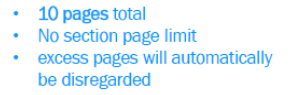 • 10 pages total
• No section page limit
• excess pages will automatically
be disregarded